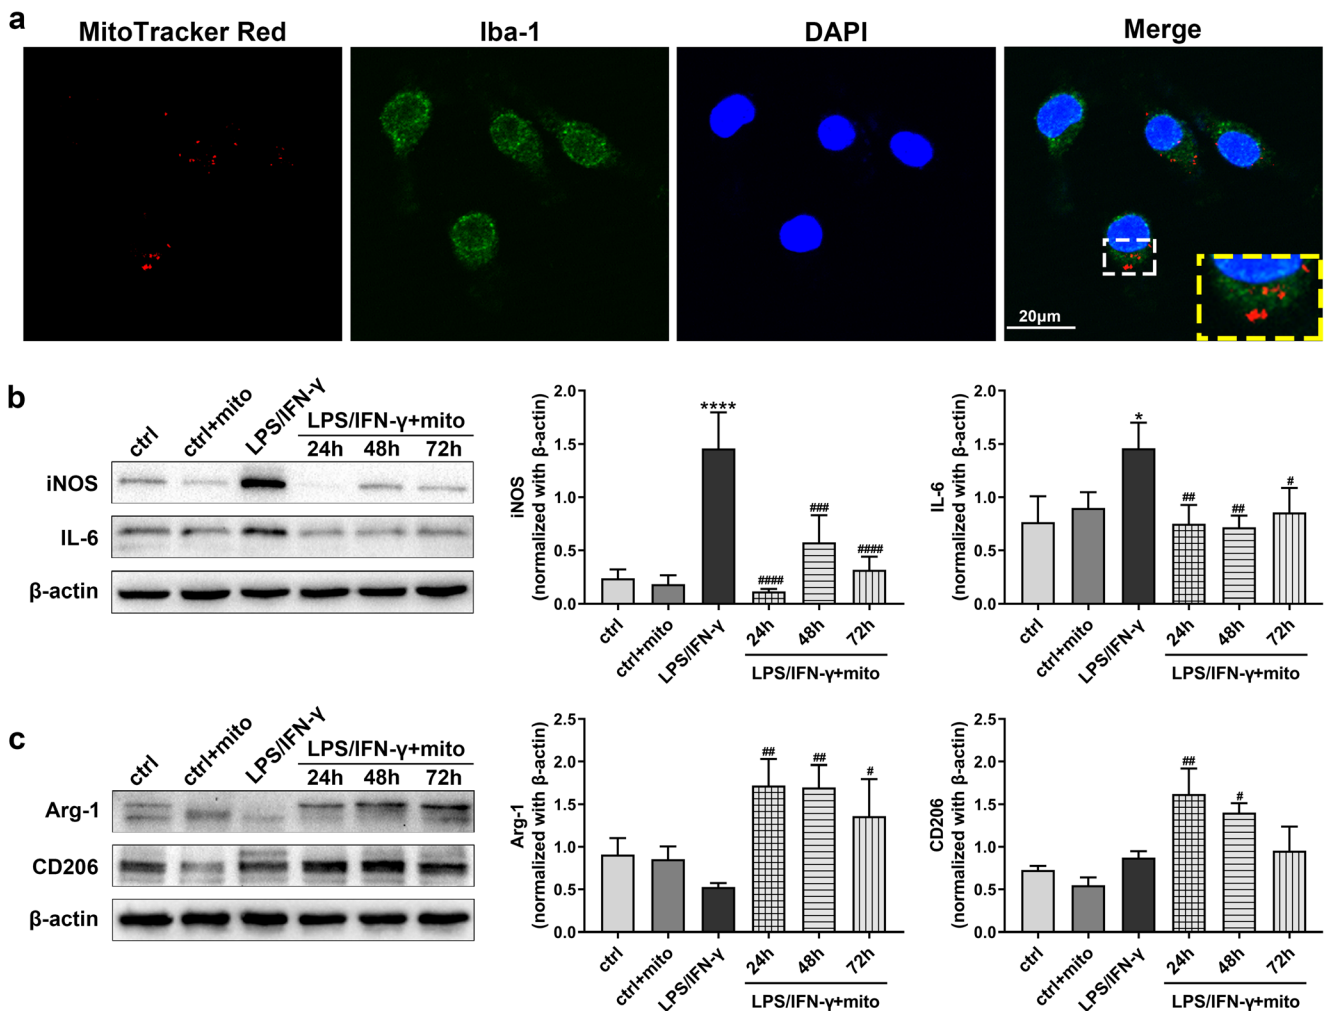 a
MitoTracker Red
Iba-1
DAPI
Merge
20μm
b
ctrl
ctrl+mito
LPS/IFN-γ
LPS/IFN-γ+mito
24h
48h
72h
iNOS
IL-6
β-actin
iNOS
(normalized with β-actin)
2.0
1.5
1.0
0.5
0.0
****
####
###
####
ctrl
ctrl+mito
LPS/IFN-γ
24h
48h
72h
LPS/IFN-γ+mito
IL-6
(normalized with β-actin)
2.0
1.5
1.0
0.5
0.0
*
##
##
#
ctrl
ctrl+mito
LPS/IFN-γ
24h
48h
72h
LPS/IFN-γ+mito
c
ctrl
ctrl+mito
LPS/IFN-γ
LPS/IFN-γ+mito
24h
48h
72h
Arg-1
CD206
β-actin
Arg-1
(normalized with β-actin)
2.5
2.0
1.5
1.0
0.5
0.0
##
##
#
ctrl
ctrl+mito
LPS/IFN-γ
24h
48h
72h
LPS/IFN-γ+mito
CD206
(normalized with β-actin)
2.5
2.0
1.5
1.0
0.5
0.0
##
#
ctrl
ctrl+mito
LPS/IFN-γ
24h
48h
72h
LPS/IFN-γ+mito